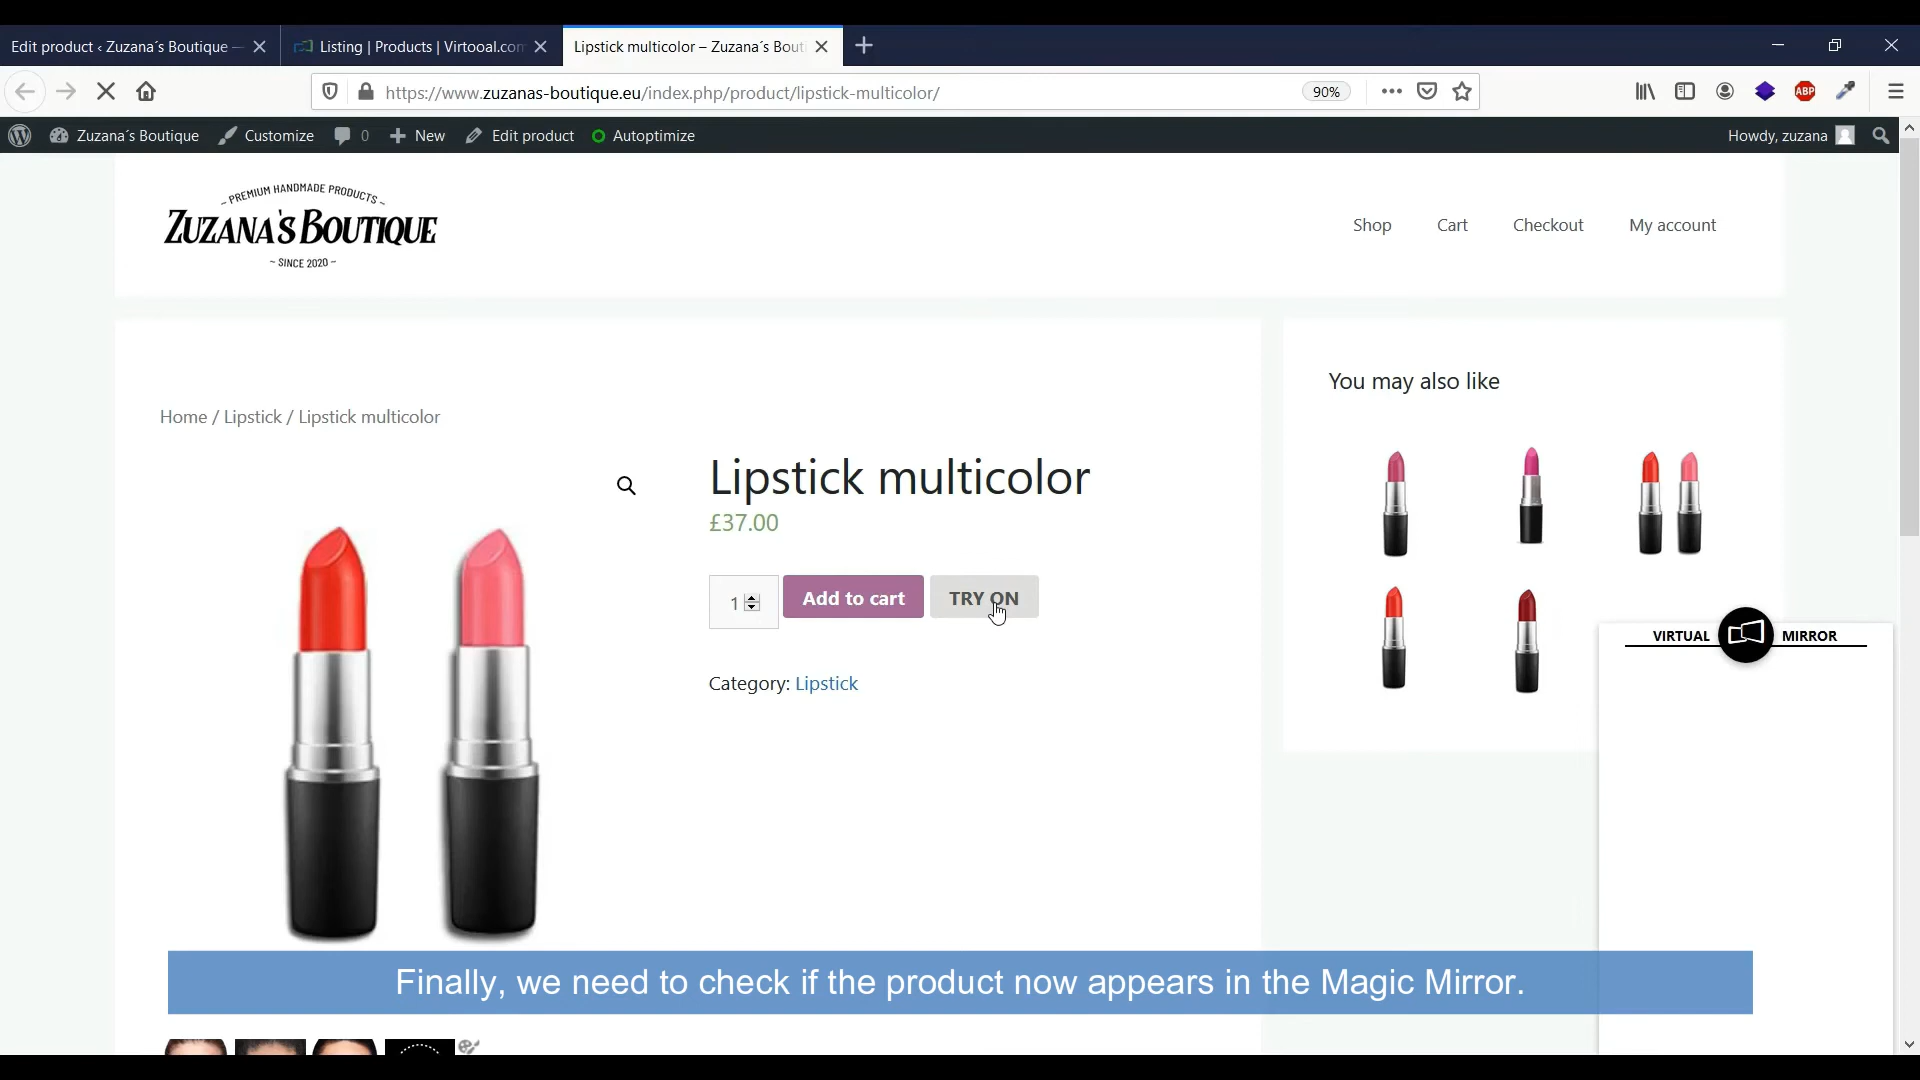 Edit product ‹ Zuzana´s Boutique —
Listing | Products | Virtooal.com
Lipstick multicolor – Zuzana´s Bouti
https://www.zuzanas-boutique.eu/index.php/product/lipstick-multicolor/
90%
ABP
Zuzana´s Boutique
Customize
0
New
Edit product
Autoptimize
Howdy, zuzana
- PREMIUM HANDMADE PRODUCTS -
ZUZANA'S BOUTIQUE
~ SINCE 2020 ~
Shop
Cart
Checkout
My account
Home / Lipstick / Lipstick multicolor
Lipstick multicolor
£37.00
1
Add to cart
TRY ON
Category: Lipstick
You may also like
VIRTUAL
MIRROR
Finally, we need to check if the product now appears in the Magic Mirror.